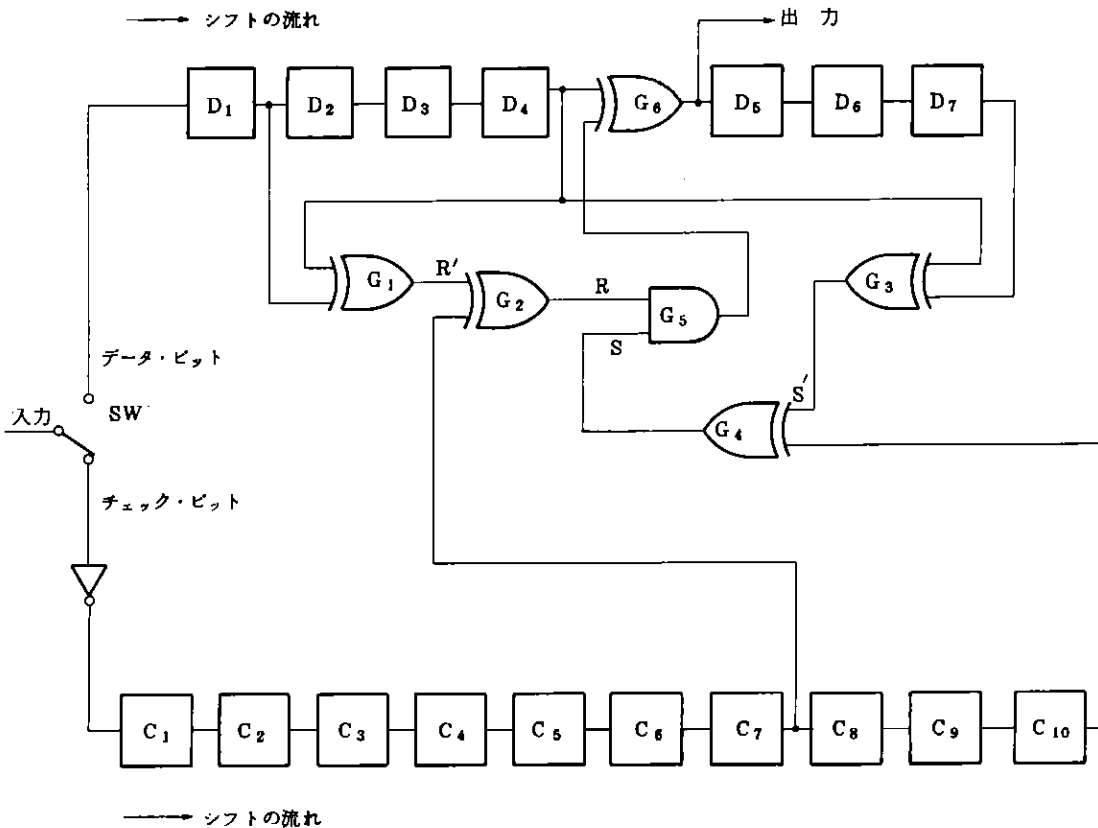 シフトの流れ
出 力
D₁
D₂
D₃
D₄
G₆
D₅
D₆
D₇
G₁
R'
G₂
R
G₅
S
G₃
S'
G₄
データ・ビット
SW
入力
チェック・ビット
C₁
C₂
C₃
C₄
C₅
C₆
C₇
C₈
C₉
C₁₀
シフトの流れ